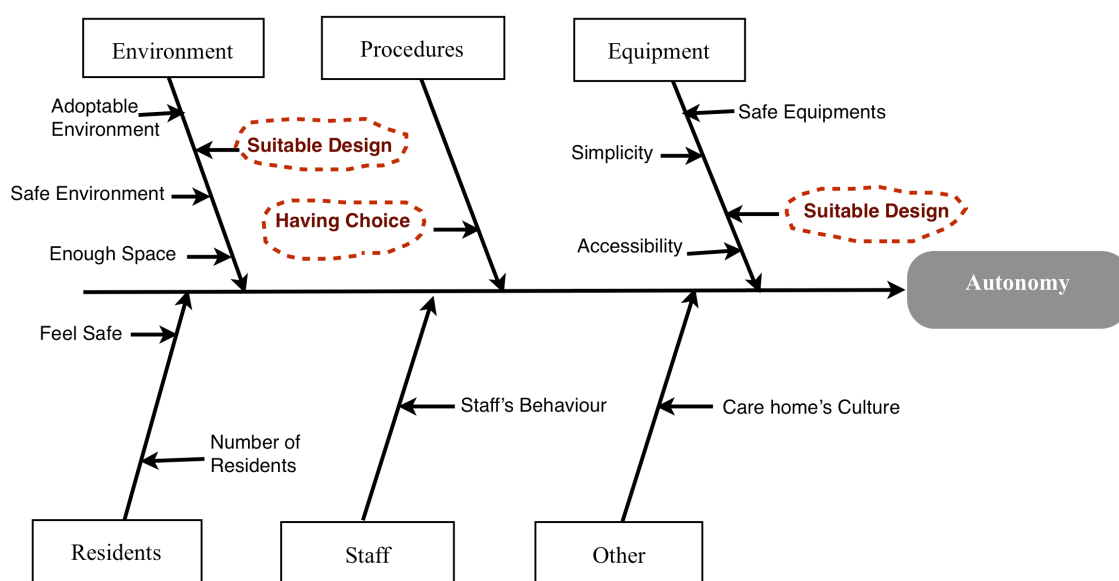 Environment
Procedures
Equipment
Adoptable
Environment
Suitable Design
Safe Environment
Enough Space
Having Choice
Safe Equipments
Simplicity
Suitable Design
Accessibility
Autonomy
Feel Safe
Number of
Residents
Staff's Behaviour
Care home's Culture
Residents
Staff
Other